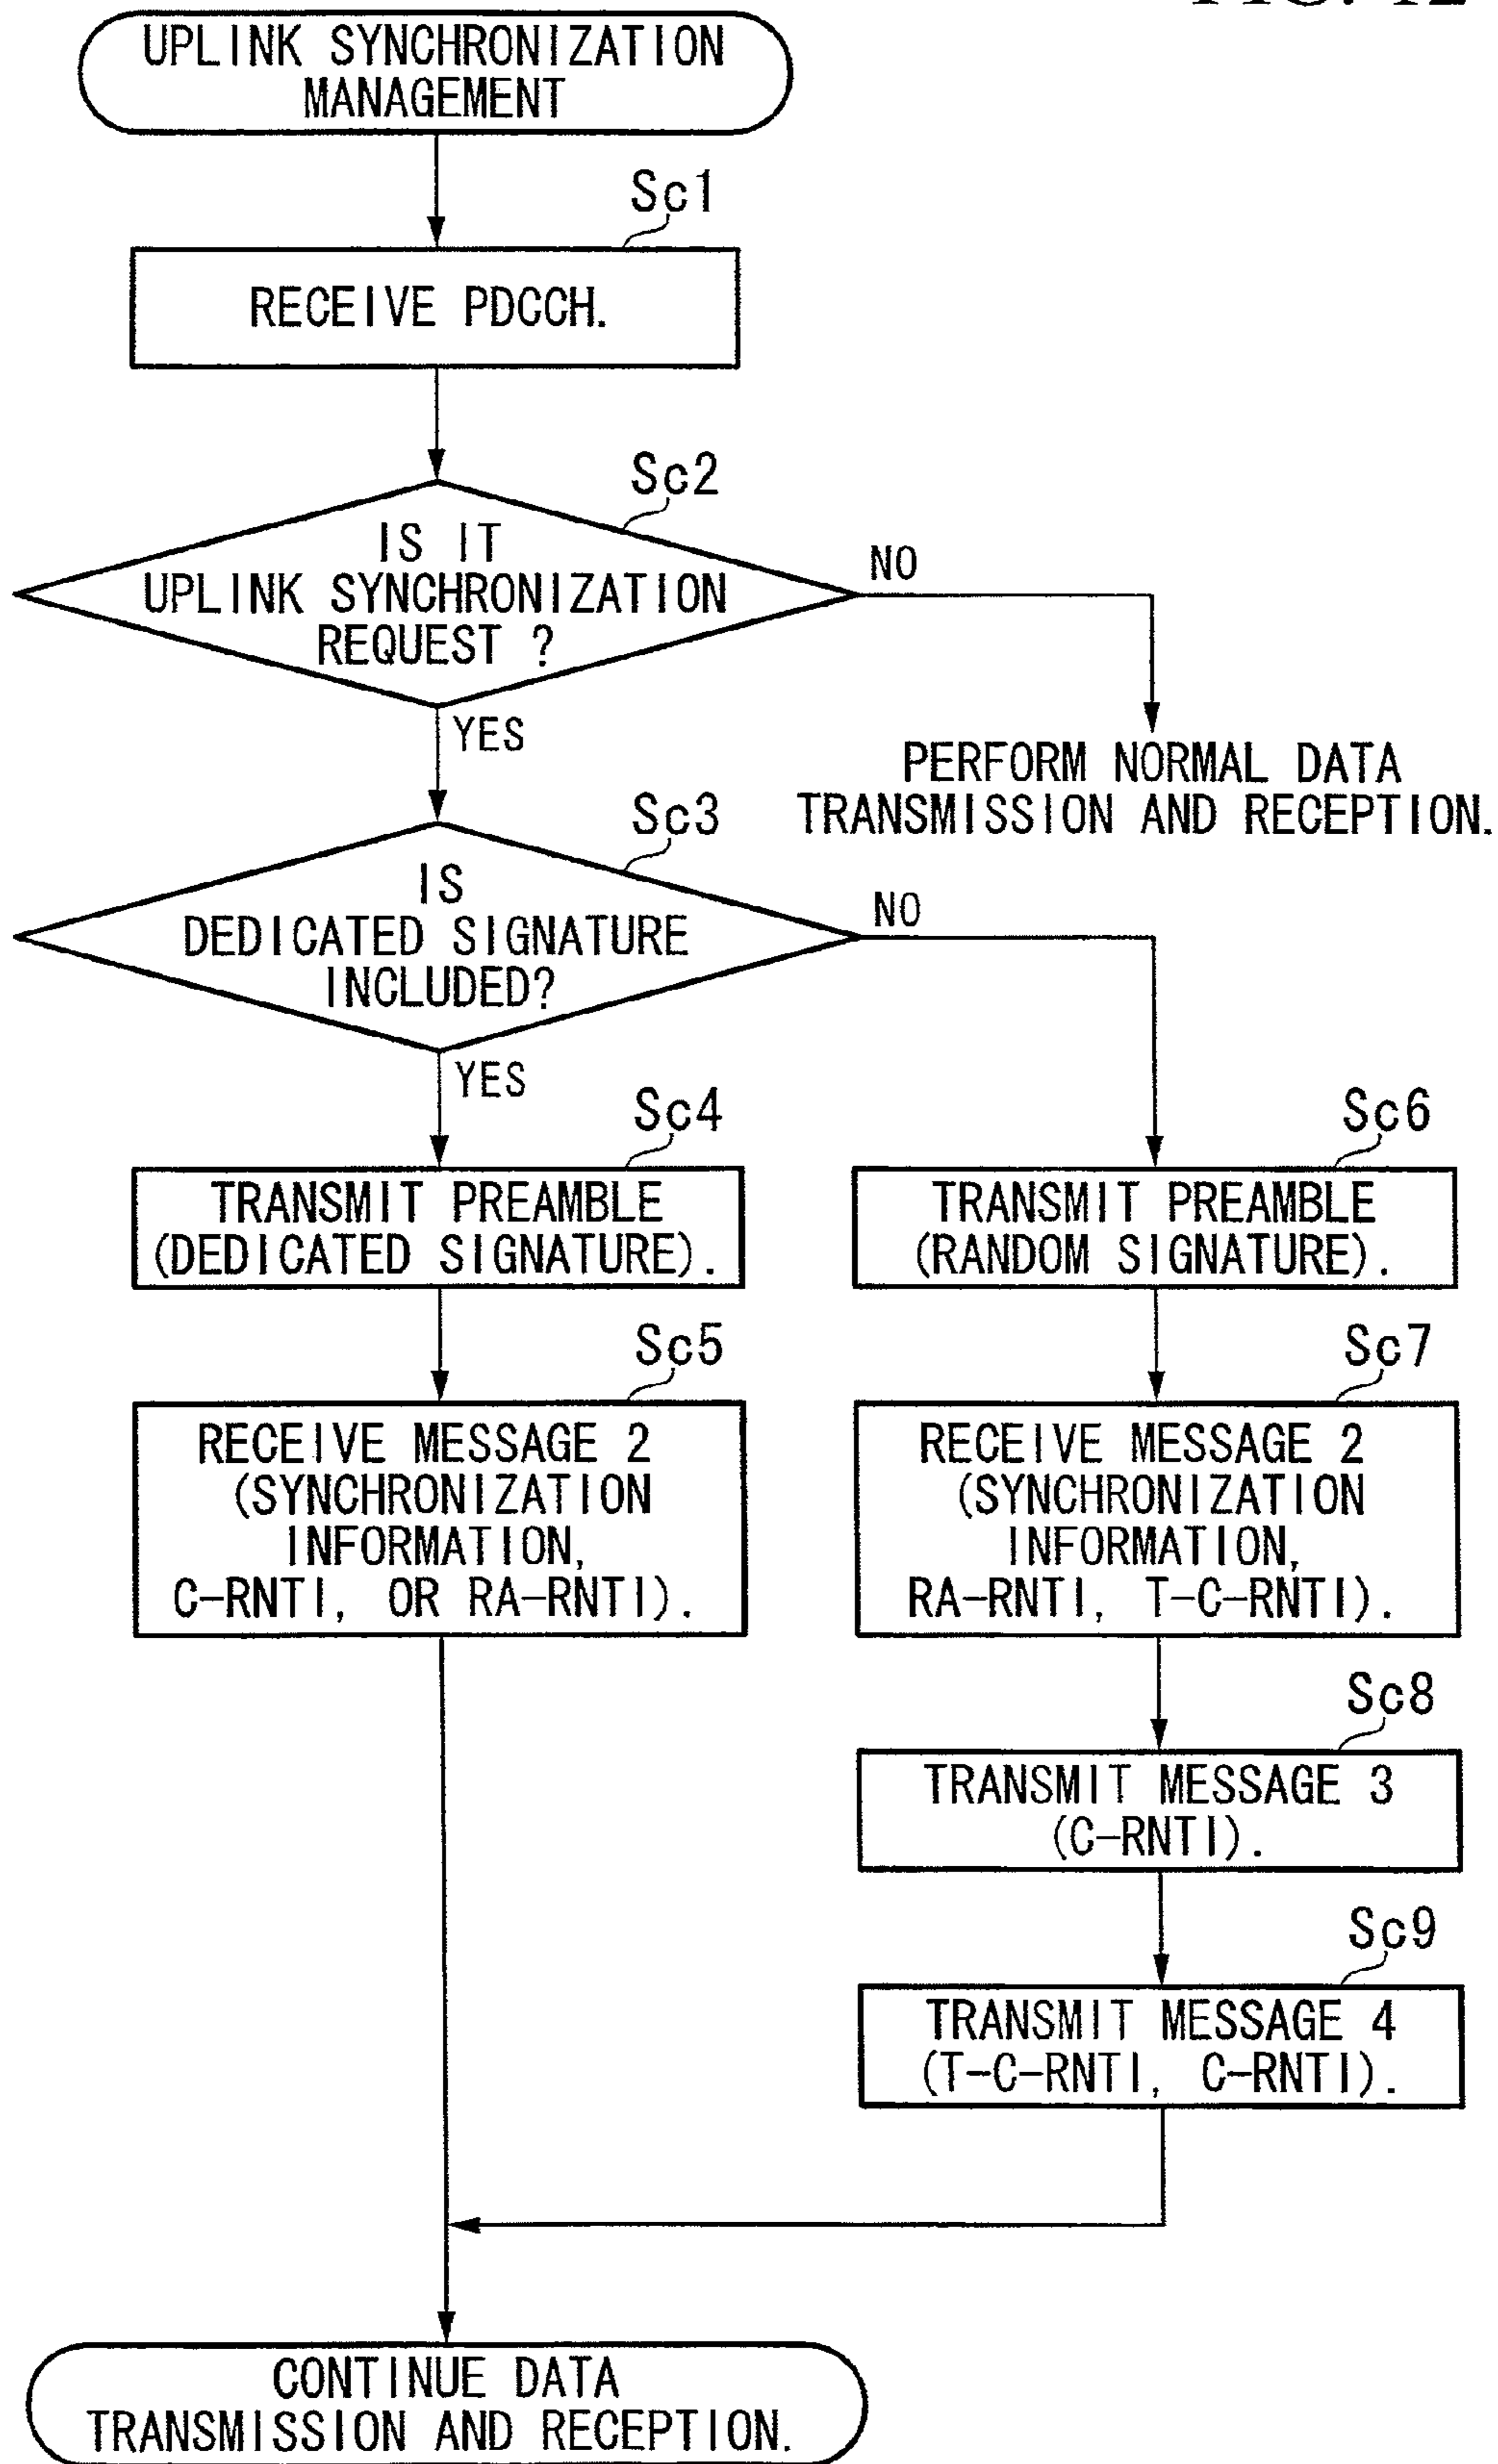 UPLINK SYNCHRONIZATION
MANAGEMENT
Sc1
RECEIVE PDCCH.
Sc2
IS IT
UPLINK SYNCHRONIZATION
REQUEST ?
NO
YES
PERFORM NORMAL DATA
TRANSMISSION AND RECEPTION.
Sc3
IS
DEDICATED SIGNATURE
INCLUDED?
NO
YES
Sc4
TRANSMIT PREAMBLE
(DEDICATED SIGNATURE).
Sc6
TRANSMIT PREAMBLE
(RANDOM SIGNATURE).
Sc5
RECEIVE MESSAGE 2
(SYNCHRONIZATION
INFORMATION,
C-RNTI, OR RA-RNTI).
Sc7
RECEIVE MESSAGE 2
(SYNCHRONIZATION
INFORMATION,
RA-RNTI, T-C-RNTI).
Sc8
TRANSMIT MESSAGE 3
(C-RNTI).
Sc9
TRANSMIT MESSAGE 4
(T-C-RNTI, C-RNTI).
CONTINUE DATA
TRANSMISSION AND RECEPTION.